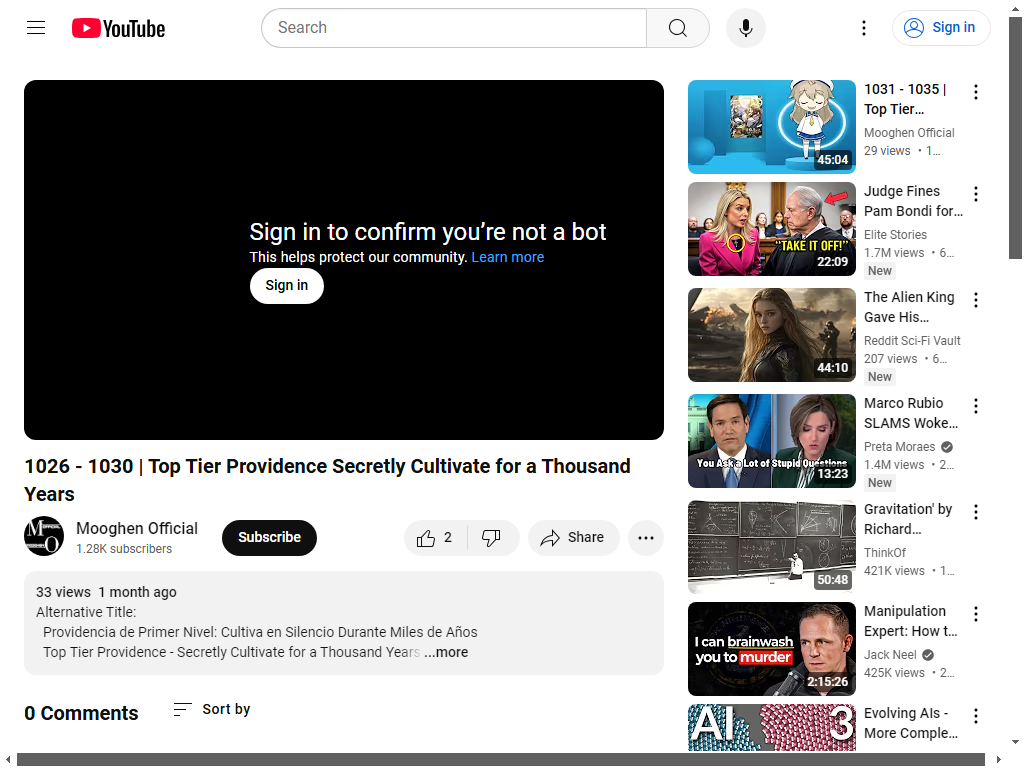 YouTube
Search
Sign in
Sign in to confirm you’re not a bot
This helps protect our community. Learn more
Sign in
1026 - 1030 | Top Tier Providence Secretly Cultivate for a Thousand
Years
Mooghen Official
1.28K subscribers
Subscribe
2
Share
33 views 1 month ago
Alternative Title:
Providencia de Primer Nivel: Cultiva en Silencio Durante Miles de Años
Top Tier Providence - Secretly Cultivate for a Thousand Years ...more
0 Comments
Sort by
45:04
1031 - 1035 |
Top Tier…
Mooghen Official
29 views • 1…
"TAKE IT OFF!"
22:09
Judge Fines
Pam Bondi for…
Elite Stories
1.7M views • 6…
New
44:10
The Alien King
Gave His…
Reddit Sci-Fi Vault
207 views • 6…
New
You Ask a Lot of Stupid Questions
13:23
Marco Rubio
SLAMS Woke…
Preta Moraes
1.4M views • 2…
New
50:48
Gravitation' by
Richard…
ThinkOf
421K views • 1…
I can brainwash
you to murder
2:15:26
Manipulation
Expert: How t…
Jack Neel
425K views • 2…
AI 3
Evolving AIs -
More Comple…